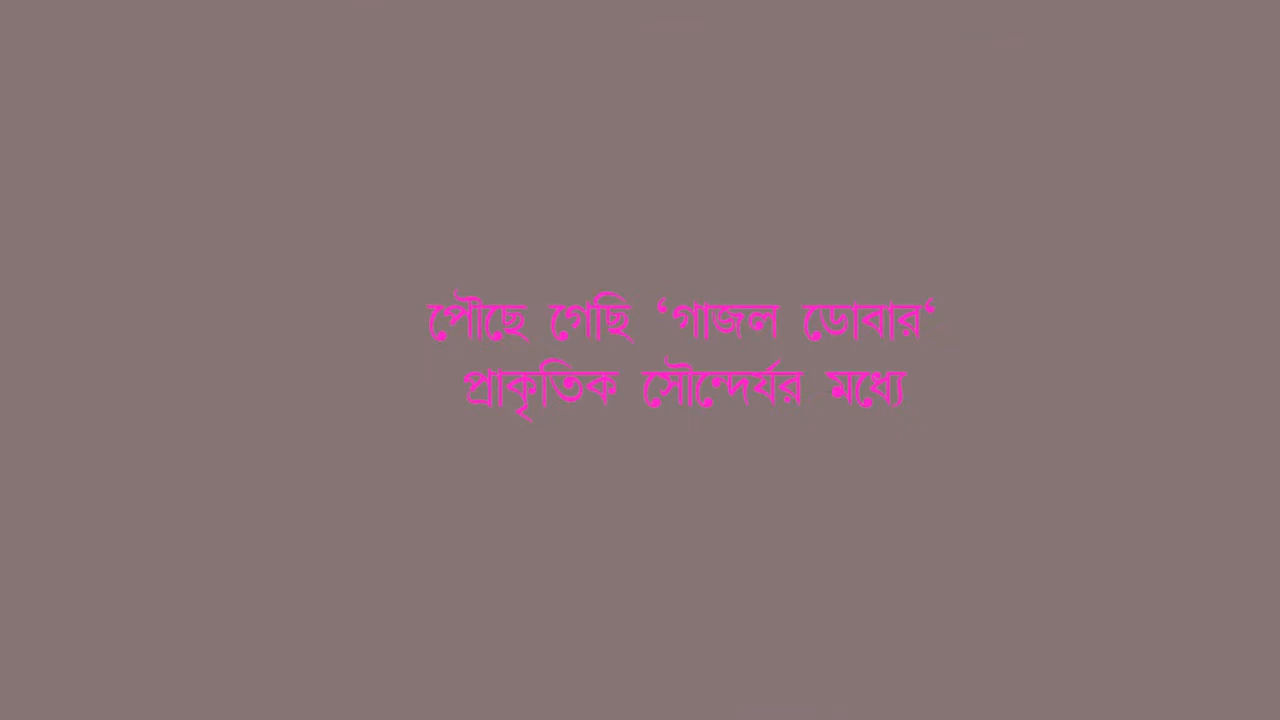 পৌছে গেছি ‘গাজল ডোবার‘
প্রাকৃতিক সৌন্দের্যর মধ্যে